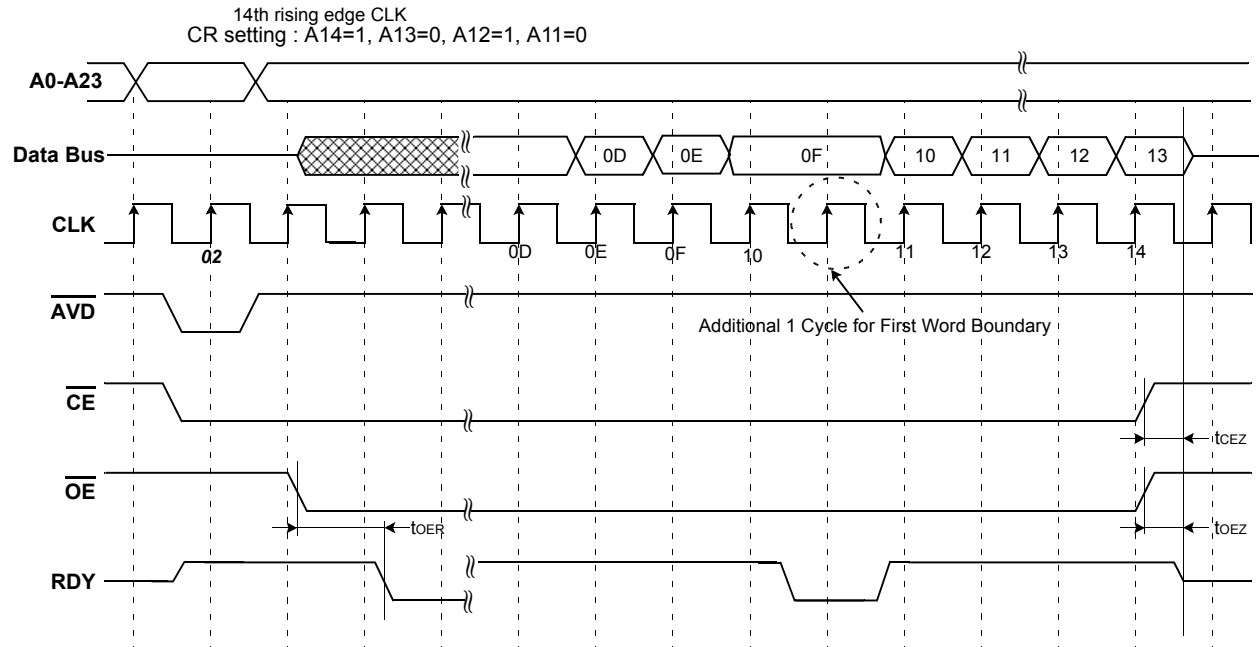 14th rising edge CLK
CR setting : A14=1, A13=0, A12=1, A11=0
A0-A23
Data Bus 0D 0E 0F 10 11 12 13
CLK
02 0D 0E 0F 10 11 12 13 14
AVD
Additional 1 Cycle for First Word Boundary
CE
tCEZ
OE
tOER tOEZ
RDY